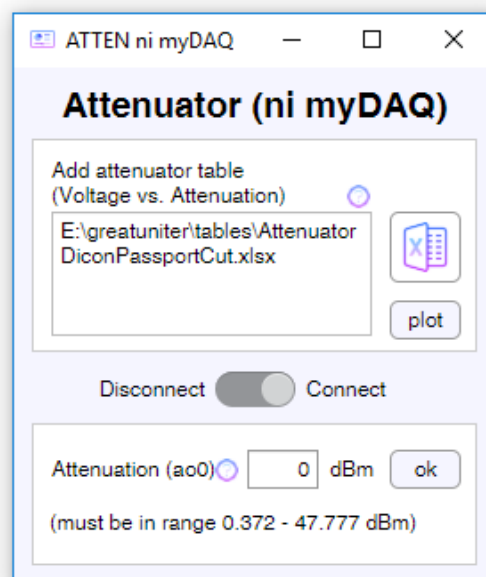 ATTEN ni myDAQ
Attenuator (ni myDAQ)
Add attenuator table
(Voltage vs. Attenuation) ?
E:\greatuniter\tables\Attenuator
DiconPassportCut.xlsx
X
plot
Disconnect Connect
Attenuation (ao0) ? 0 dBm ok
(must be in range 0.372 - 47.777 dBm)